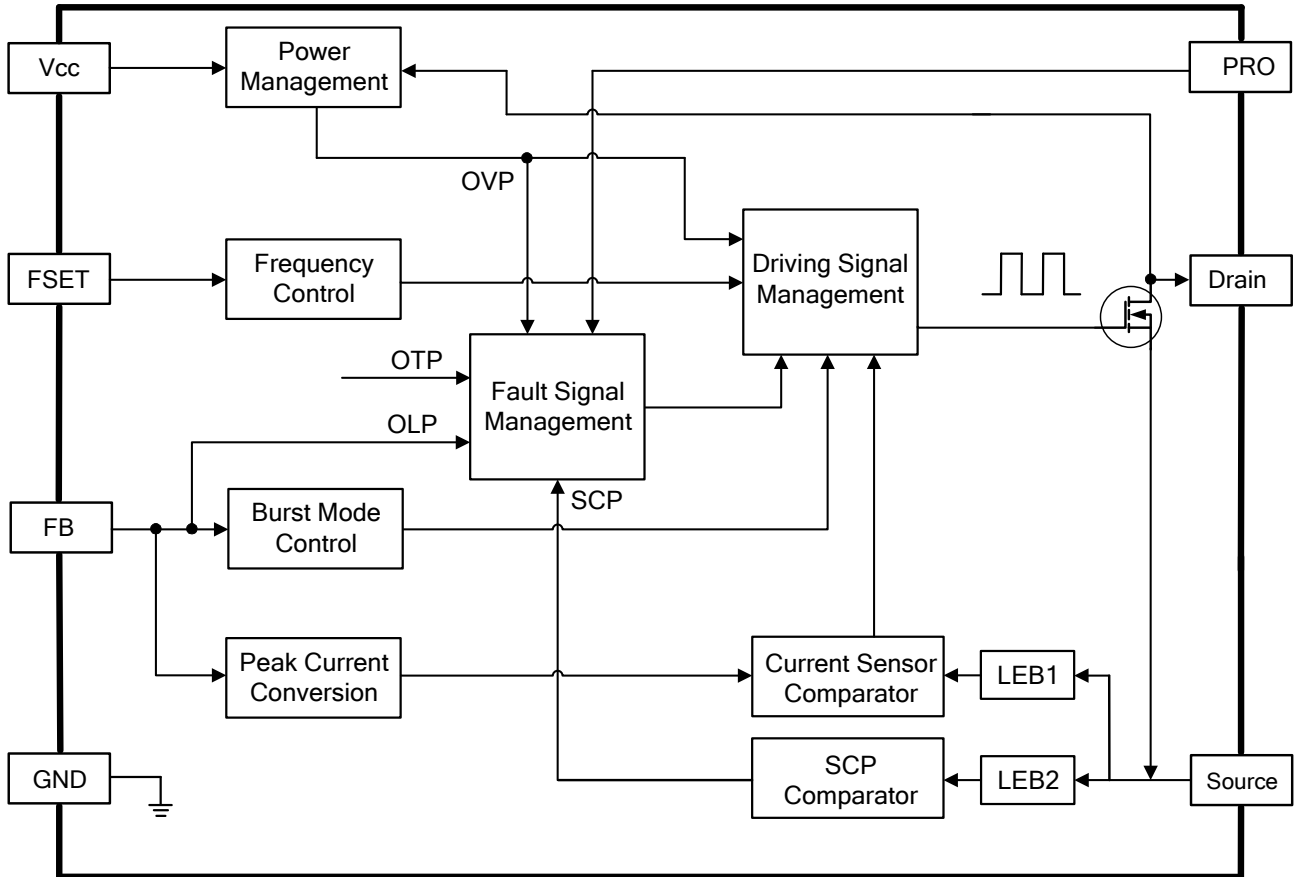 Vcc
Power
Management
PRO
OVP
FSET
Frequency
Control
Driving Signal
Management
Drain
OTP
Fault Signal
Management
OLP
SCP
FB
Burst Mode
Control
Peak Current
Conversion
Current Sensor
Comparator
LEB1
GND
SCP
Comparator
LEB2
Source